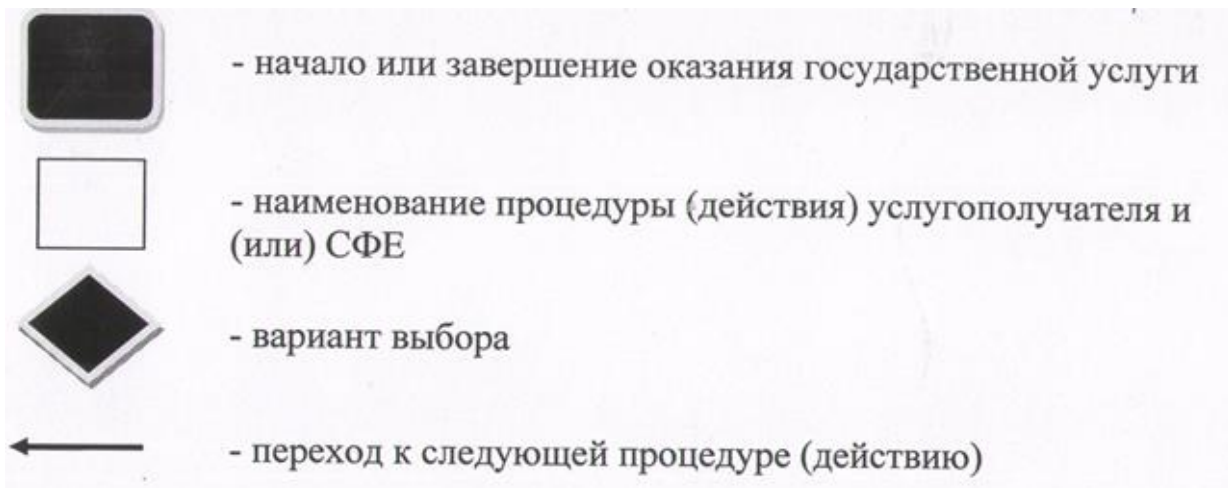 - начало или завершение оказания государственной услуги
- наименование процедуры (действия) услугополучателя и
(или) СФЕ
- вариант выбора
- переход к следующей процедуре (действию)